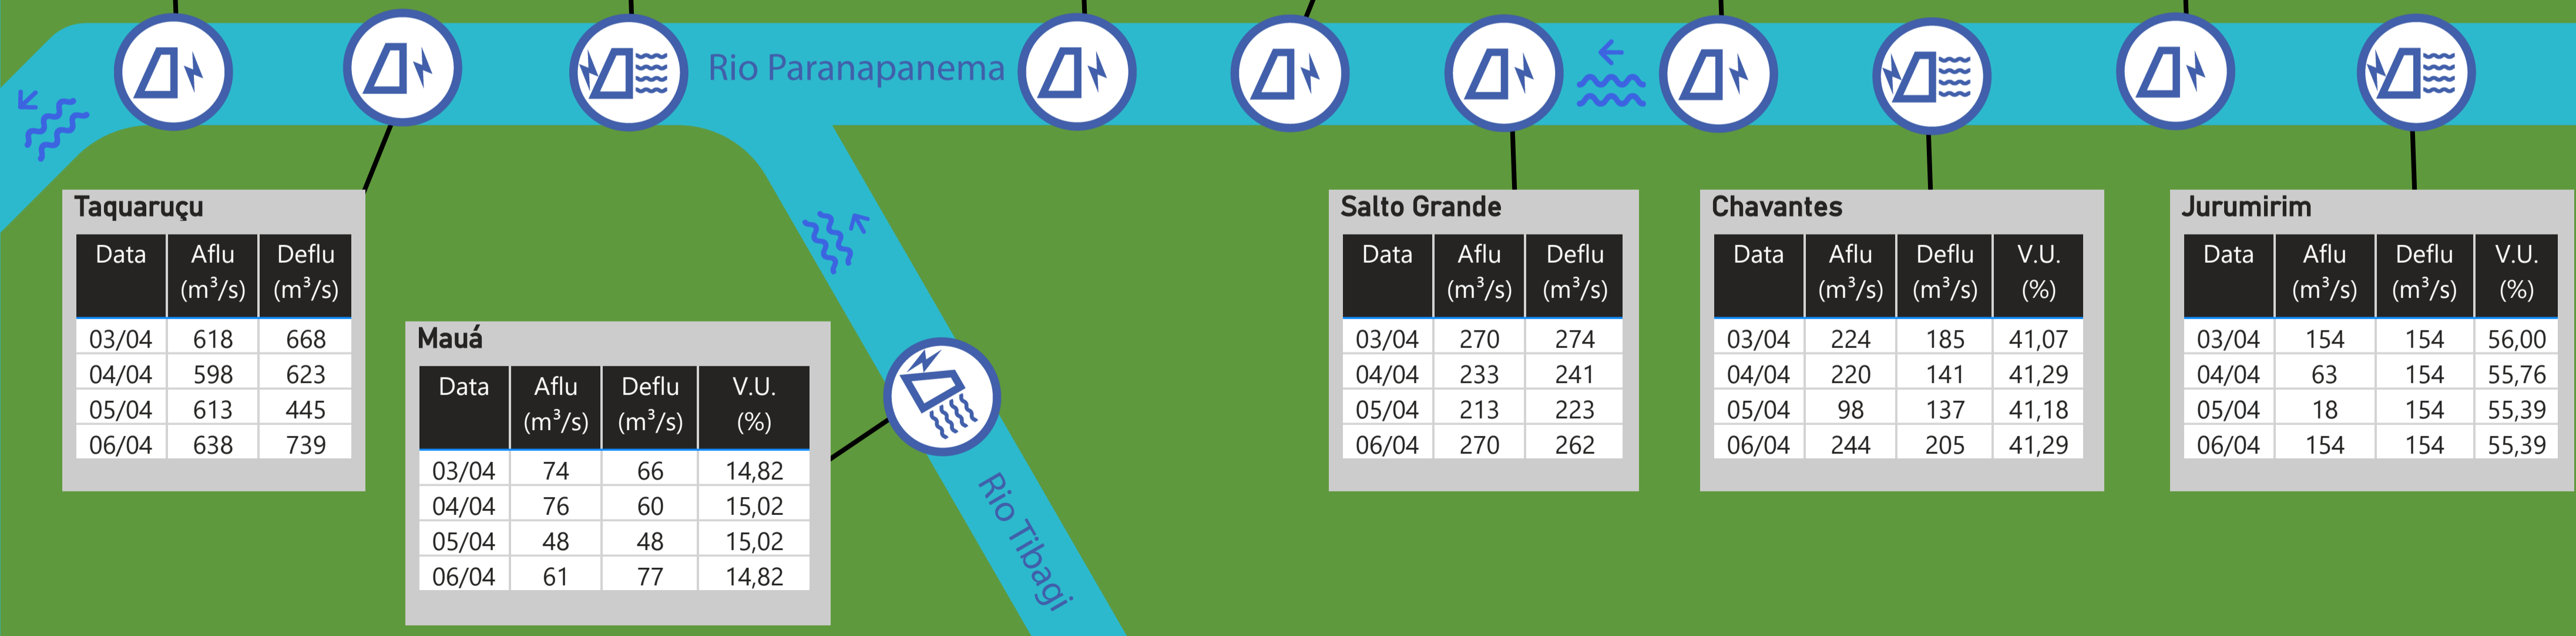 Rio Paranapanema
Taquaruçu
Data Aflu (m³/s) Deflu (m³/s)
03/04 618 668
04/04 598 623
05/04 613 445
06/04 638 739
Mauá
Data Aflu (m³/s) Deflu (m³/s) V.U. (%)
03/04 74 66 14,82
04/04 76 60 15,02
05/04 48 48 15,02
06/04 61 77 14,82
Rio Tibagi
Salto Grande
Data Aflu (m³/s) Deflu (m³/s)
03/04 270 274
04/04 233 241
05/04 213 223
06/04 270 262
Chavantes
Data Aflu (m³/s) Deflu (m³/s) V.U. (%)
03/04 224 185 41,07
04/04 220 141 41,29
05/04 98 137 41,18
06/04 244 205 41,29
Jurumirim
Data Aflu (m³/s) Deflu (m³/s) V.U. (%)
03/04 154 154 56,00
04/04 63 154 55,76
05/04 18 154 55,39
06/04 154 154 55,39